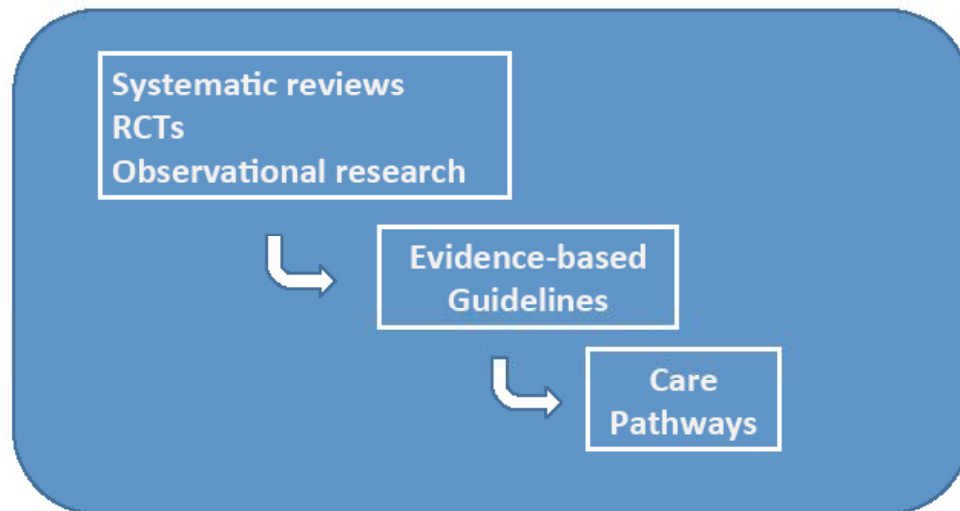 Systematic reviews
RCTs
Observational research
Evidence-based
Guidelines
Care
Pathways